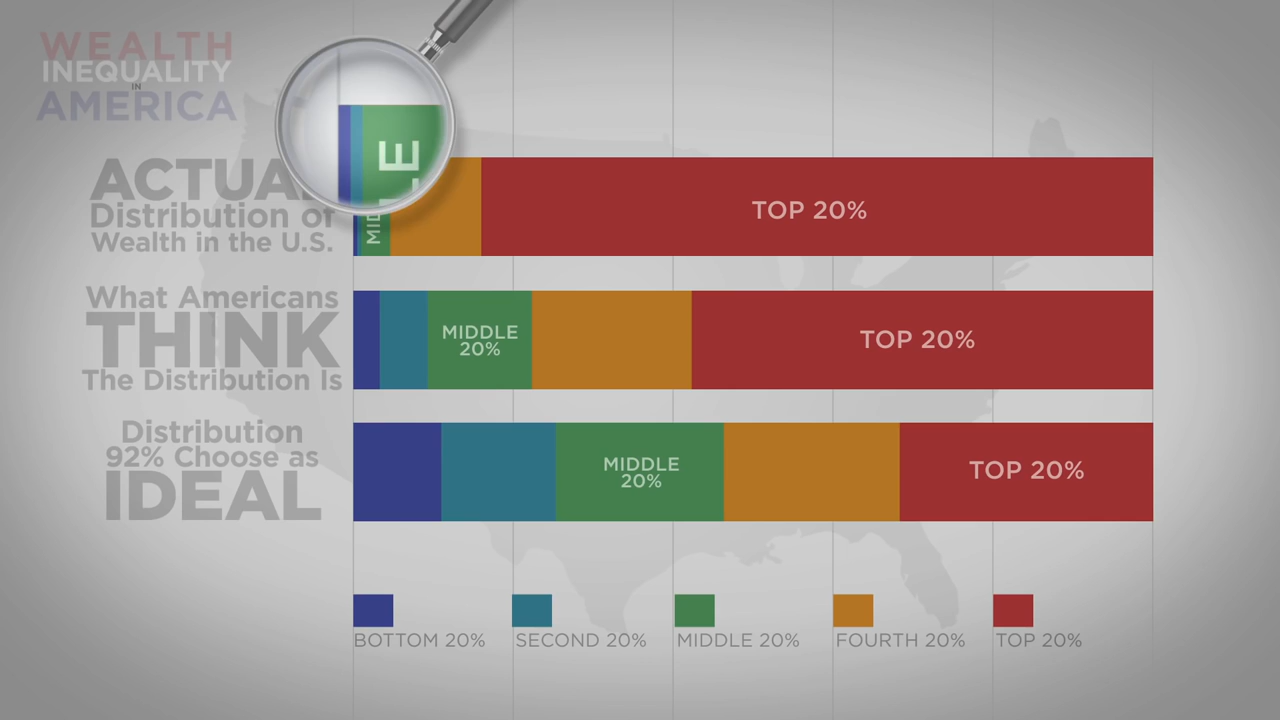 WEALTH
INEQUALITY
IN
AMERICA
ACTUA
Distribution of
Wealth in the U.S.
MID
LE
TOP 20%
What Americans
THINK
The Distribution Is
MIDDLE
20%
TOP 20%
Distribution
92% Choose as
IDEAL
MIDDLE
20%
TOP 20%
BOTTOM 20%
SECOND 20%
MIDDLE 20%
FOURTH 20%
TOP 20%